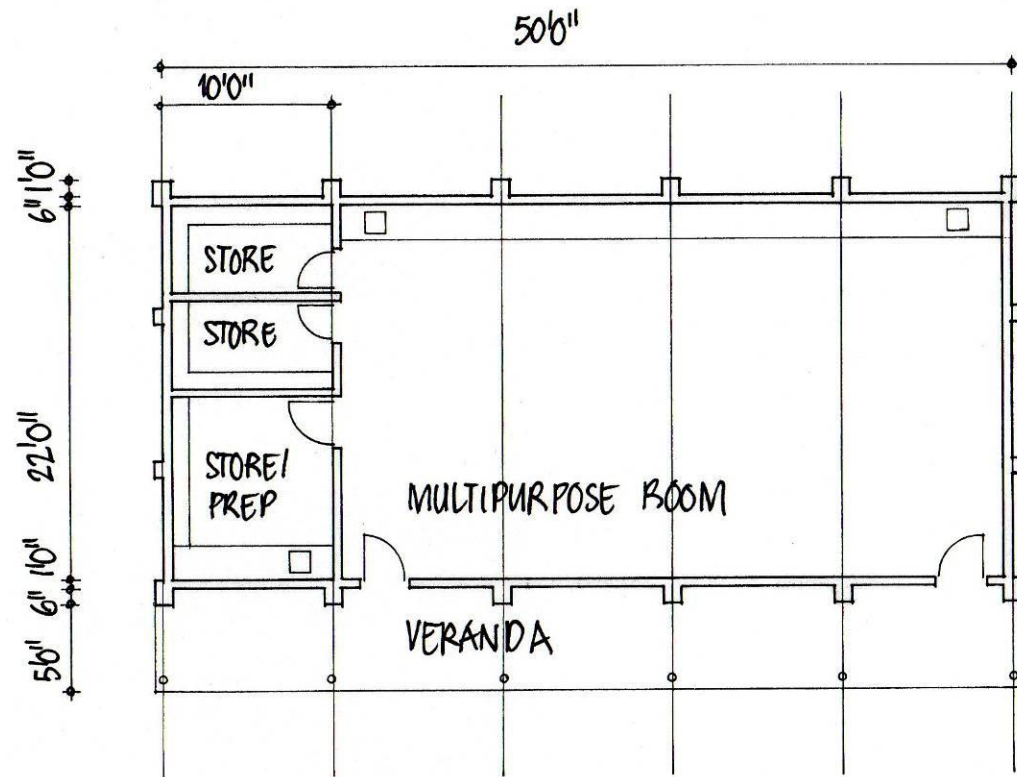 50'0"
10'0"
6" 1'0"
STORE
STORE
22'0"
STORE/
PREP
MULTIPURPOSE ROOM
6" 1'0"
VERANDA
5'6"